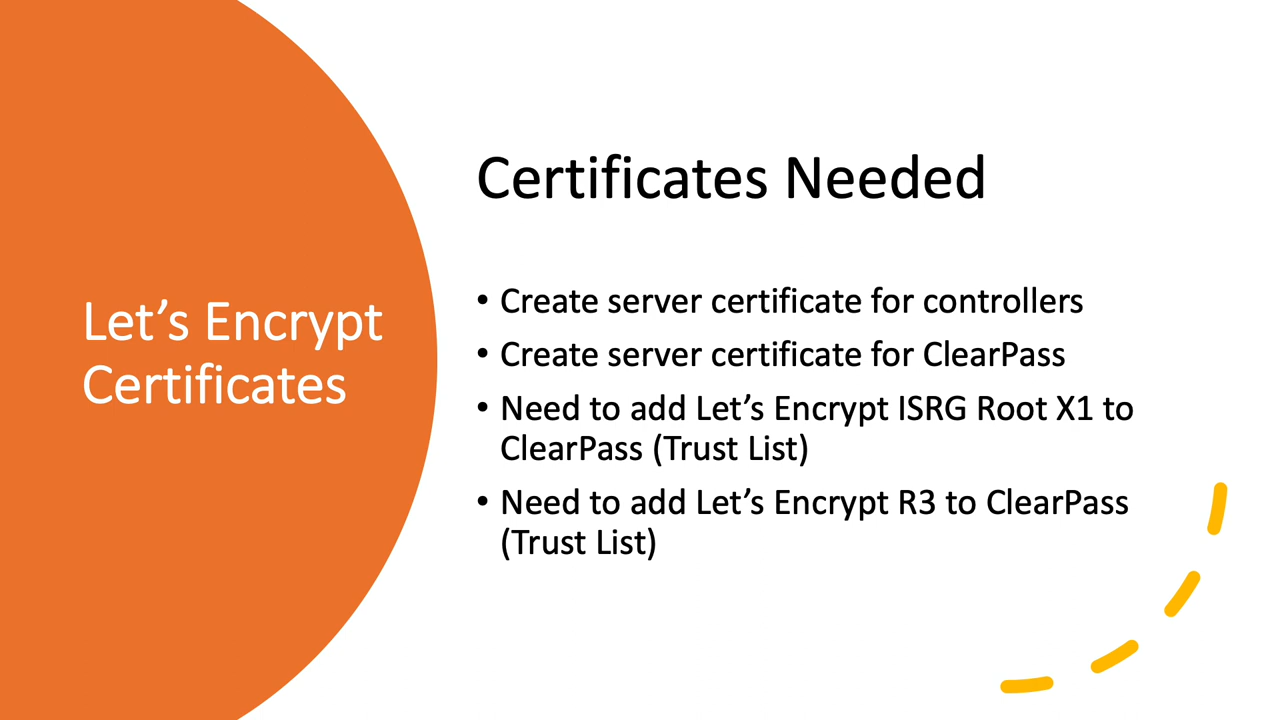 Let’s Encrypt
Certificates
Certificates Needed
• Create server certificate for controllers
• Create server certificate for ClearPass
• Need to add Let’s Encrypt ISRG Root X1 to
ClearPass (Trust List)
• Need to add Let’s Encrypt R3 to ClearPass
(Trust List)